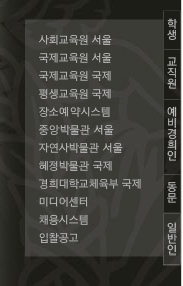 사회교육원 서울
국제교육원 서울
국제교육원 국제
평생교육원 국제
장소예약시스템
중앙박물관 서울
자연사박물관 서울
혜정박물관 국제
경희대학교체육부 국제
미디어센터
채용시스템
입찰공고
학생
교직원
예비경희인
동문
일반인